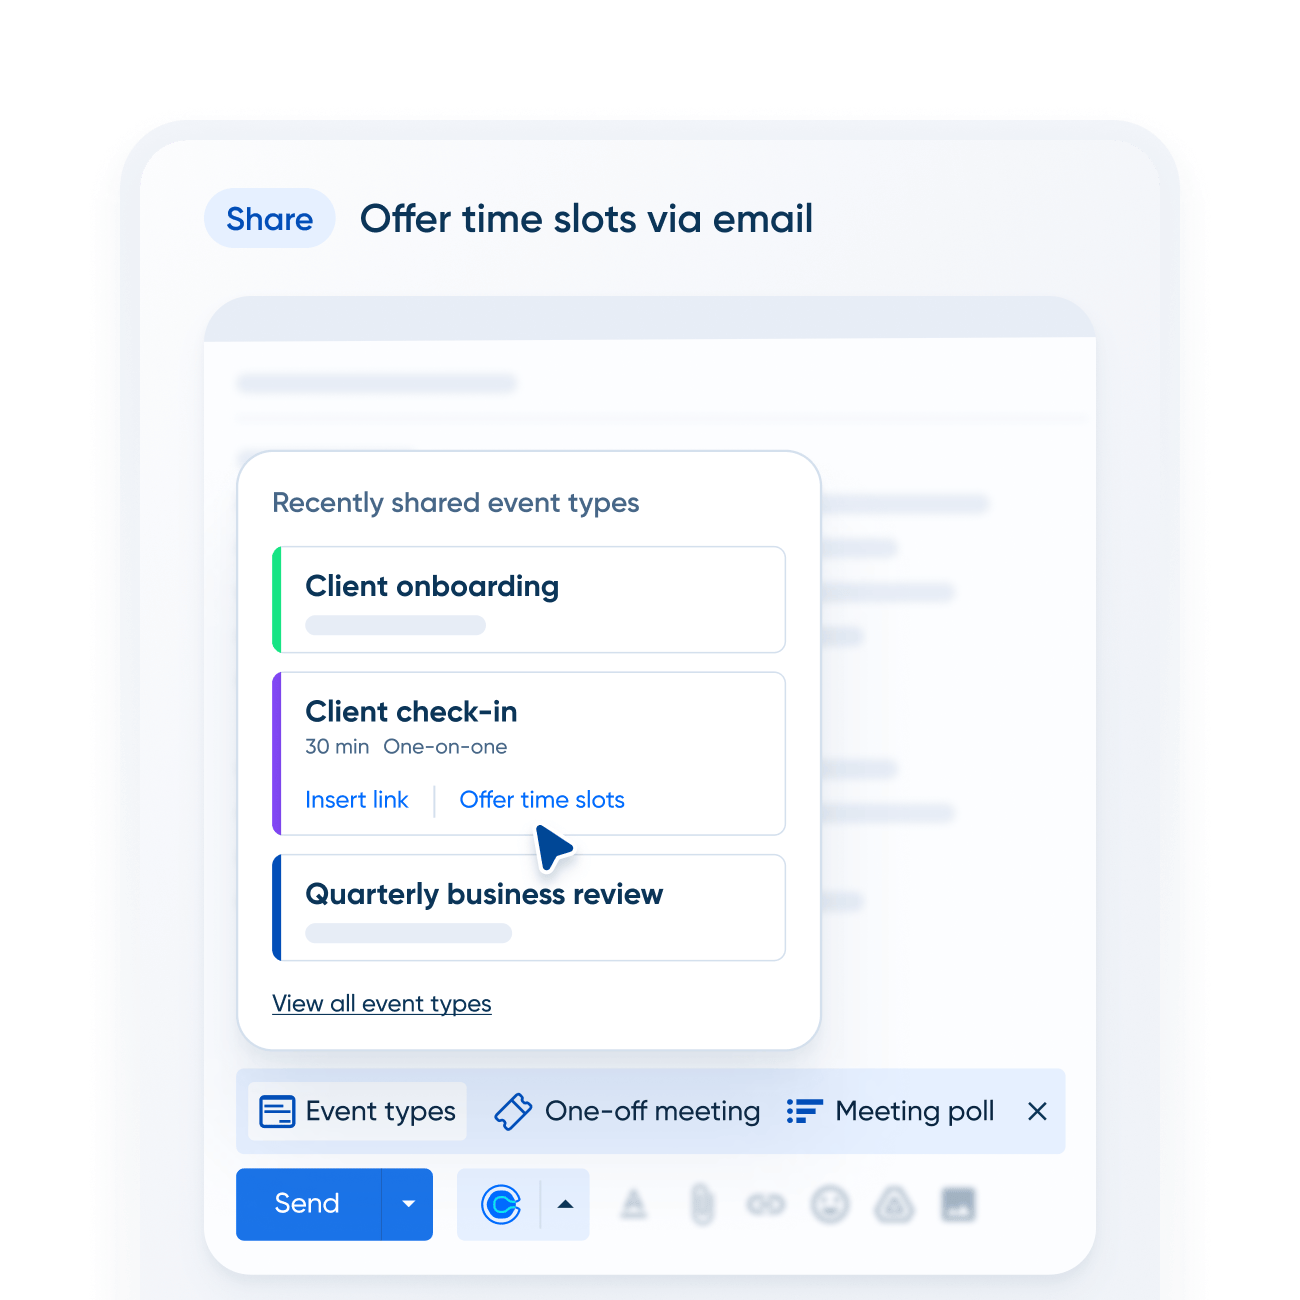 Share
Offer time slots via email
Recently shared event types
Client onboarding
Client check-in
30 min One-on-one
Insert link
Offer time slots
Quarterly business review
View all event types
Event types
One-off meeting
Meeting poll
Send